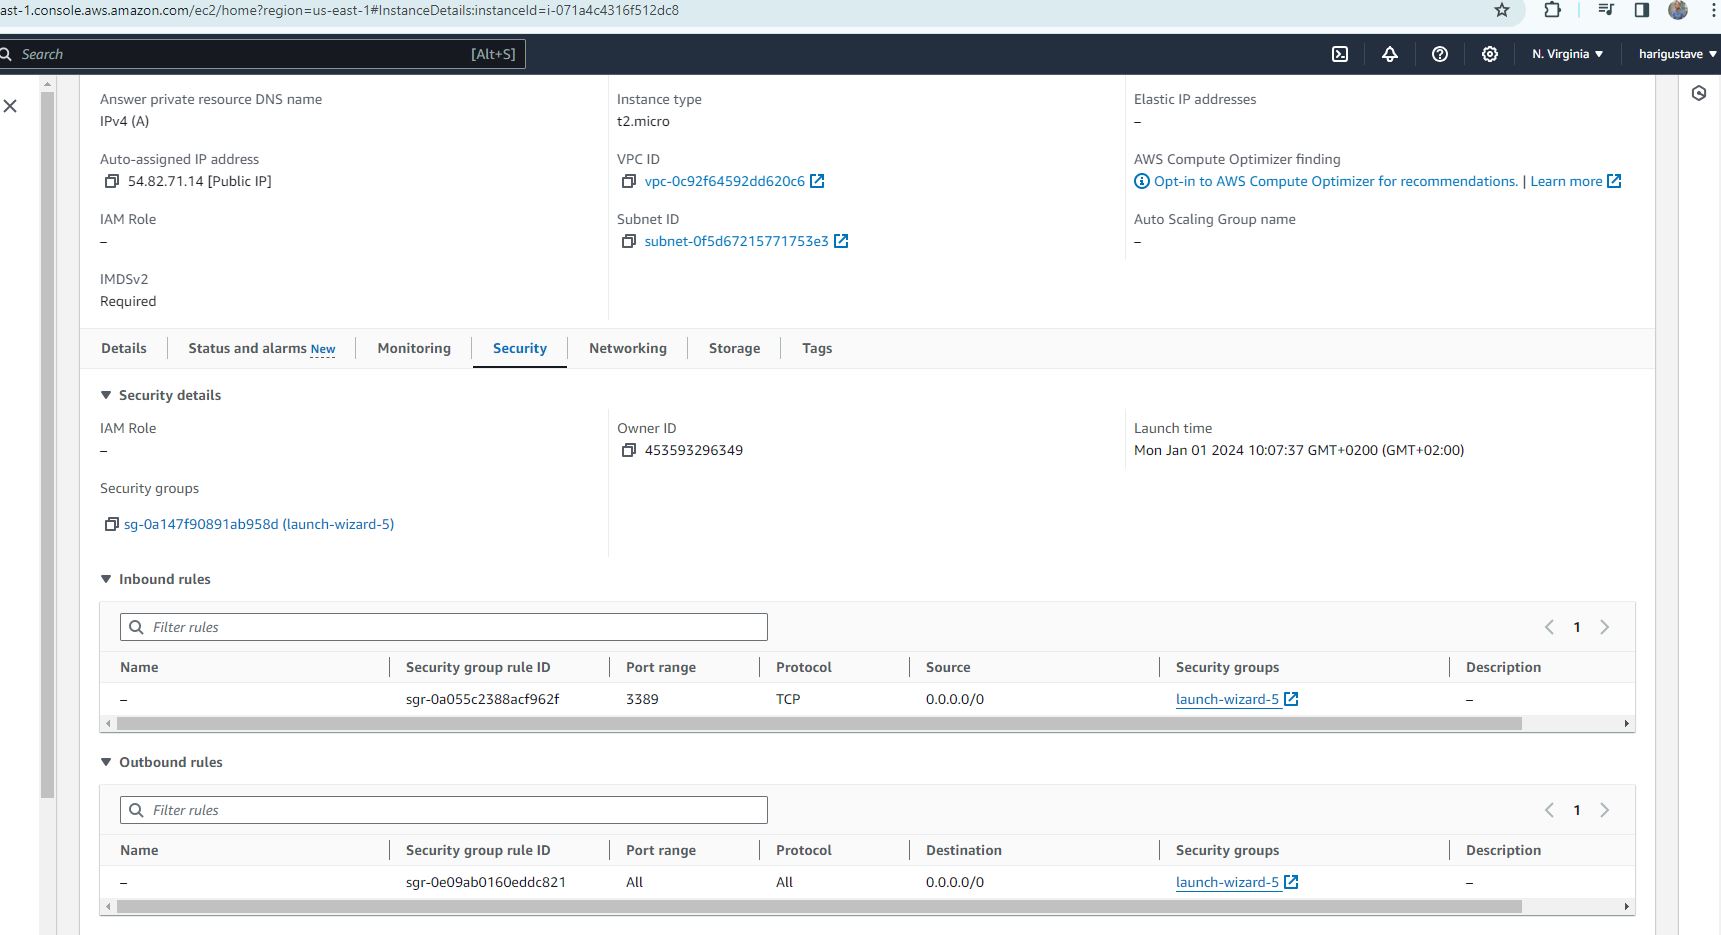 ast-1.console.aws.amazon.com/ec2/home?region=us-east-1#InstanceDetails:instanceId=i-071a4c4316f512dc8
Search [Alt+S] N. Virginia harigustave
Answer private resource DNS name
IPv4 (A)
Instance type
t2.micro
Elastic IP addresses
–
Auto-assigned IP address
54.82.71.14 [Public IP]
VPC ID
vpc-0c92f64592dd620c6
AWS Compute Optimizer finding
Opt-in to AWS Compute Optimizer for recommendations. | Learn more
IAM Role
–
Subnet ID
subnet-0f5d67215771753e3
Auto Scaling Group name
–
IMDSv2
Required
Details Status and alarms New Monitoring Security Networking Storage Tags
Security details
IAM Role
–
Owner ID
453593296349
Launch time
Mon Jan 01 2024 10:07:37 GMT+0200 (GMT+02:00)
Security groups
sg-0a147f90891ab958d (launch-wizard-5)
Inbound rules
Filter rules 1
Name Security group rule ID Port range Protocol Source Security groups Description
– sgr-0a055c2388acf962f 3389 TCP 0.0.0.0/0 launch-wizard-5 –
Outbound rules
Filter rules 1
Name Security group rule ID Port range Protocol Destination Security groups Description
– sgr-0e09ab0160eddc821 All All 0.0.0.0/0 launch-wizard-5 –